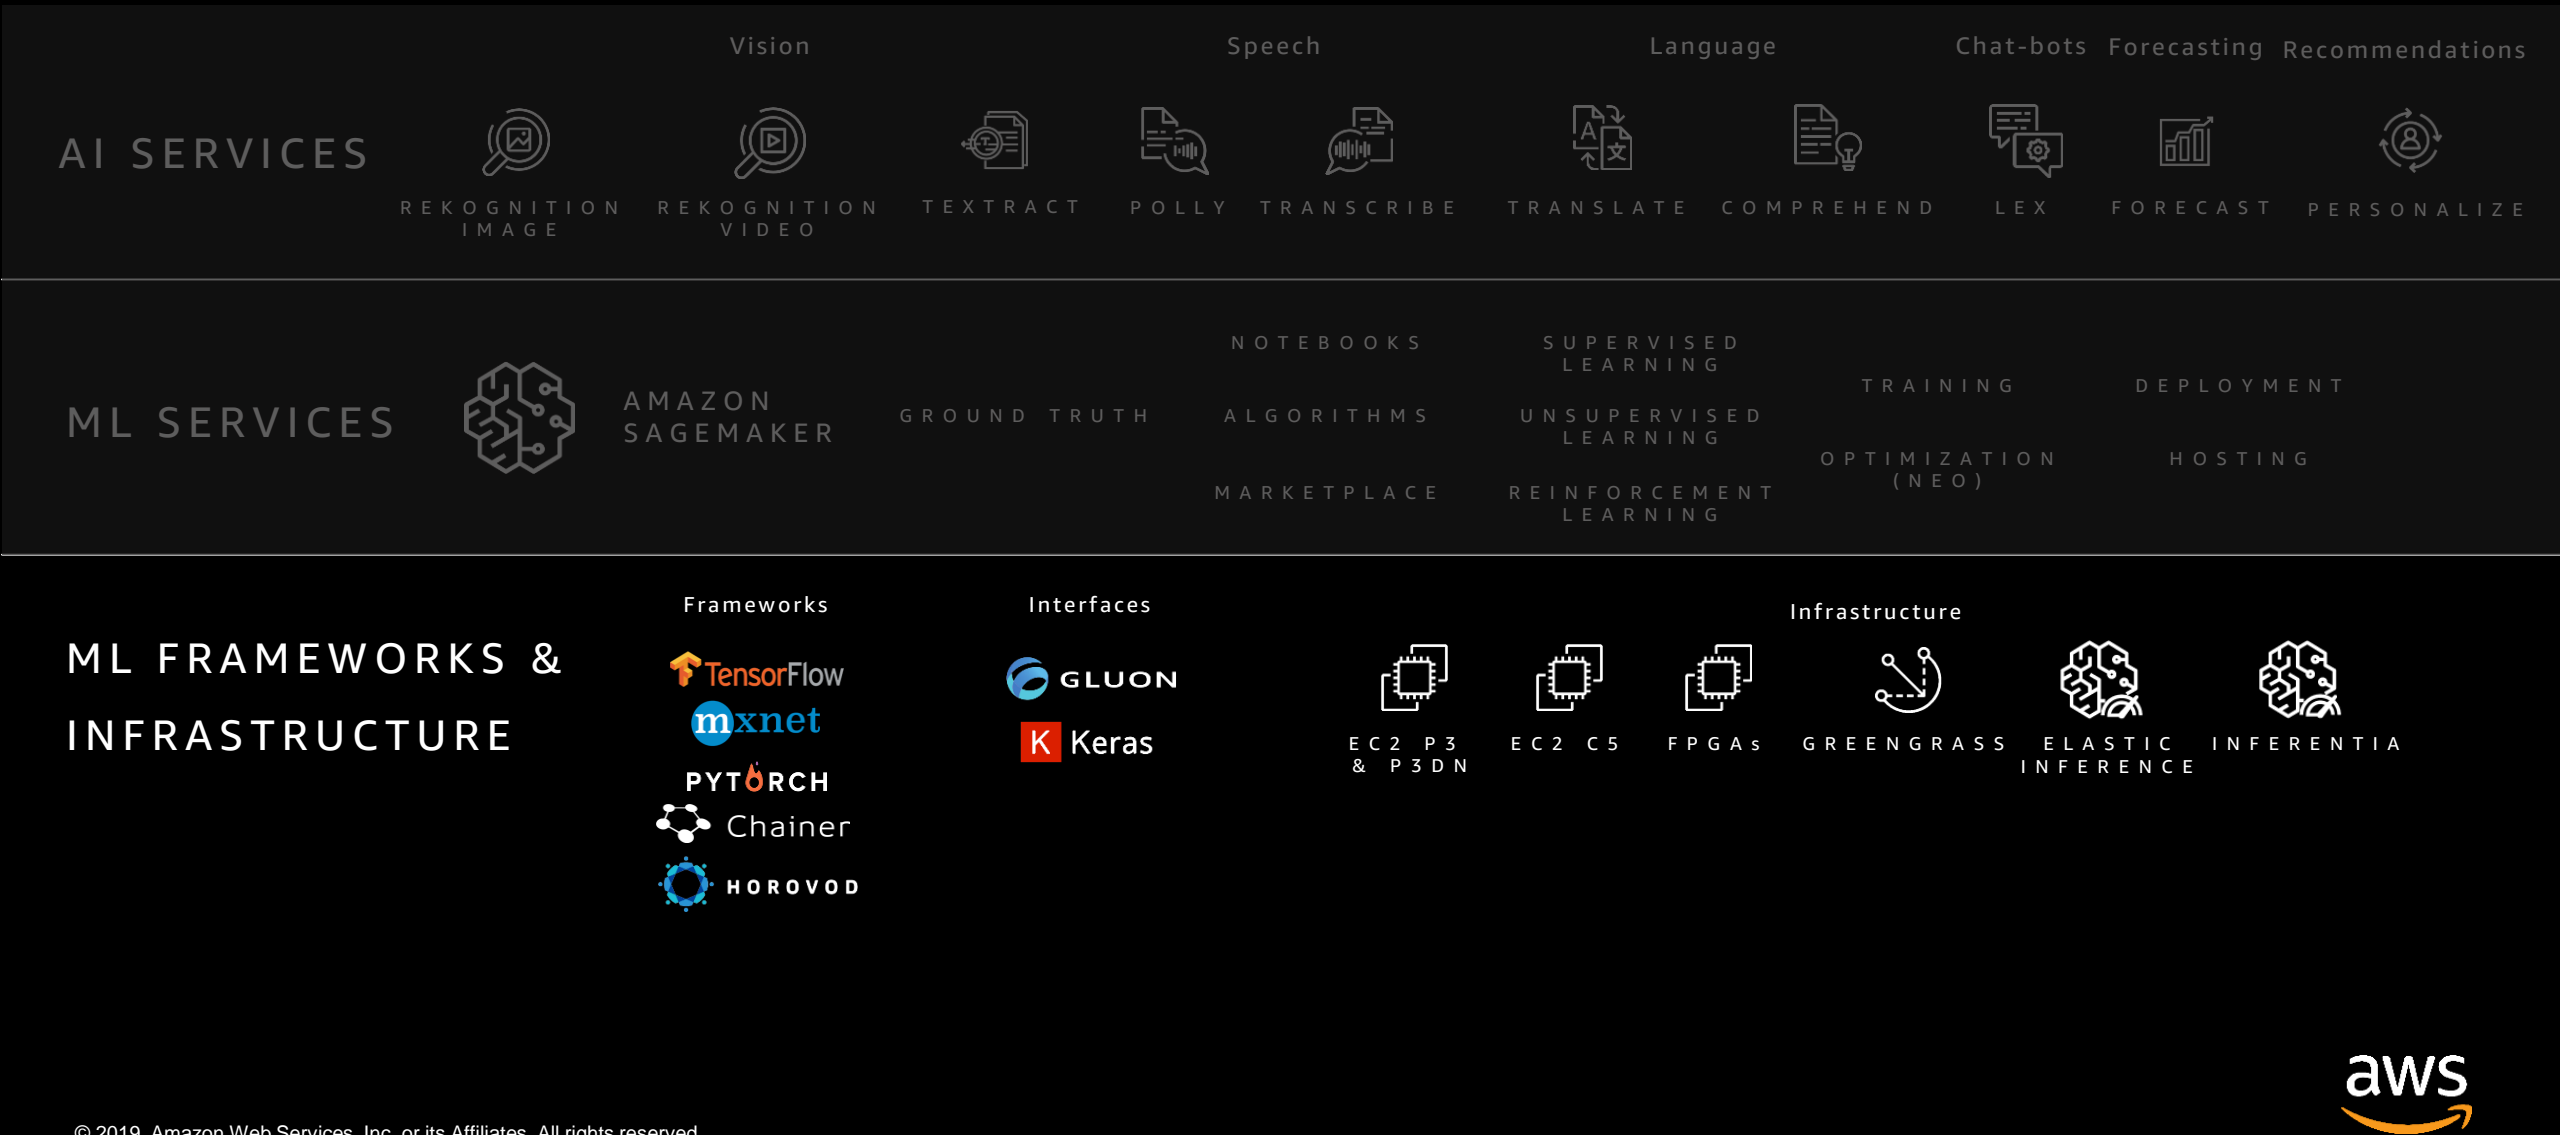 Vision Speech Language Chat-bots Forecasting Recommendations
AI SERVICES
REKOGNITION
IMAGE
REKOGNITION
VIDEO
TEXTRACT
POLLY
TRANSCRIBE
TRANSLATE
COMPREHEND
LEX
FORECAST
PERSONALIZE
ML SERVICES
AMAZON
SAGEMAKER
GROUND TRUTH
NOTEBOOKS
ALGORITHMS
MARKETPLACE
SUPERVISED
LEARNING
UNSUPERVISED
LEARNING
REINFORCEMENT
LEARNING
TRAINING
OPTIMIZATION
(NEO)
DEPLOYMENT
HOSTING
ML FRAMEWORKS &
INFRASTRUCTURE
Frameworks
TensorFlow
mxnet
PYTORCH
Chainer
HOROVOD
Interfaces
GLUON
K Keras
Infrastructure
EC2 P3
& P3DN
EC2 C5
FPGAs
GREENGRASS
ELASTIC
INFERENCE
INFERENTIA
aws
© 2019, Amazon Web Services, Inc. or its Affiliates. All rights reserved.